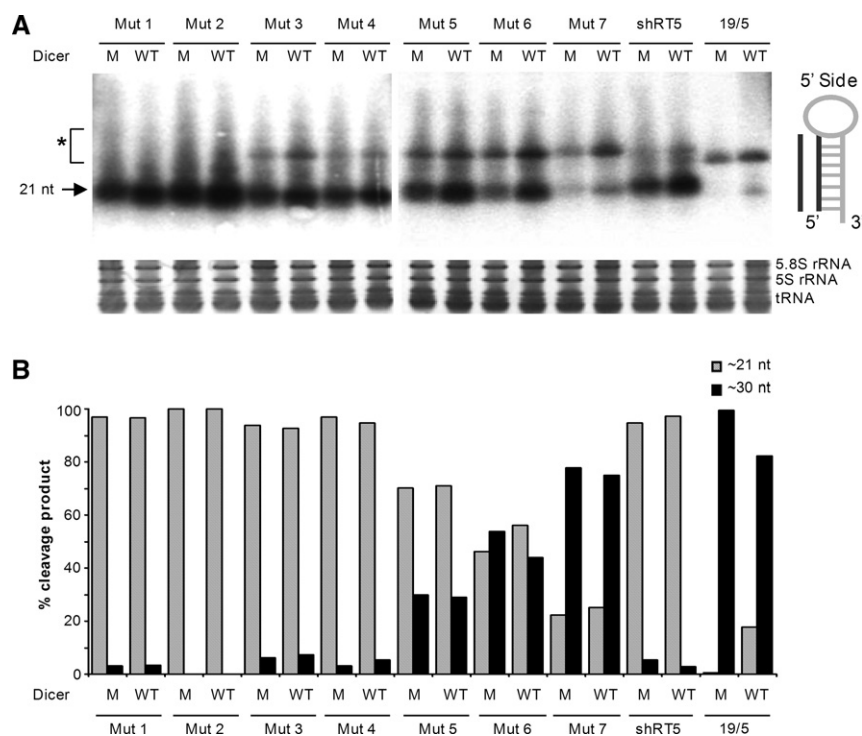 A
Mut 1 Mut 2 Mut 3 Mut 4 Mut 5 Mut 6 Mut 7 shRT5 19/5
Dicer M WT M WT M WT M WT M WT M WT M WT M WT M WT
5' Side
*
21 nt
5' 3
5.8S rRNA
5S rRNA
tRNA
B
~21 nt
~30 nt
% cleavage product
100
80
60
40
20
0
Dicer M WT M WT M WT M WT M WT M WT M WT M WT M WT
Mut 1 Mut 2 Mut 3 Mut 4 Mut 5 Mut 6 Mut 7 shRT5 19/5